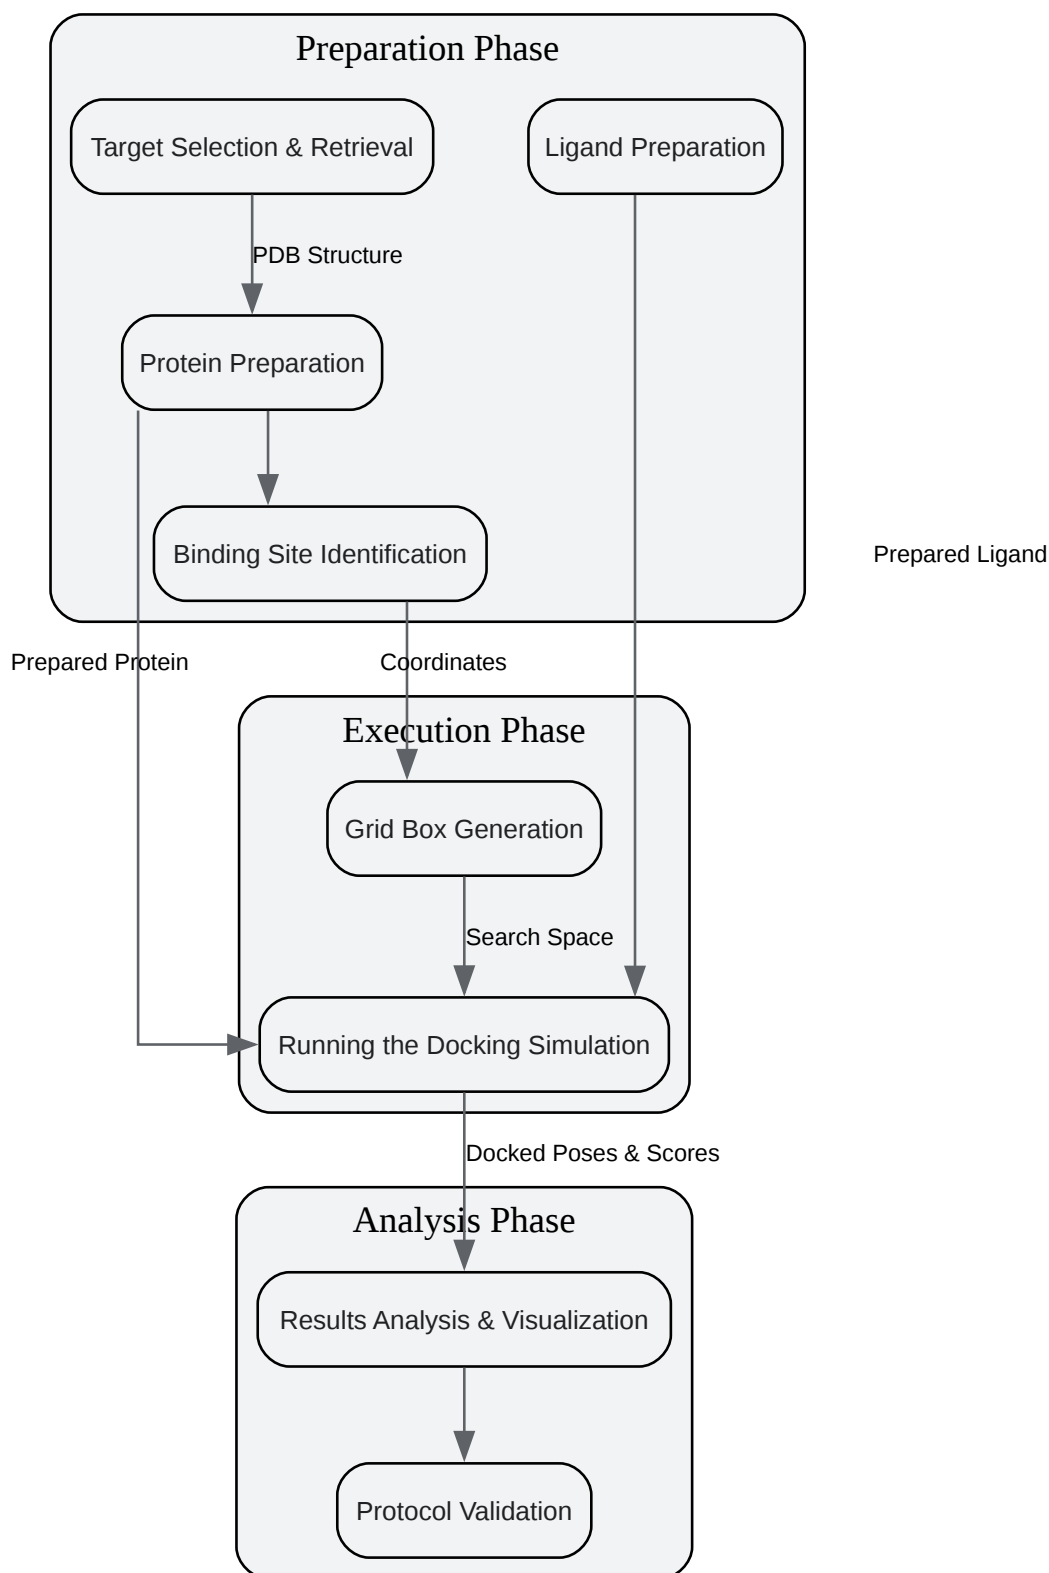 Preparation Phase
Target Selection & Retrieval
Ligand Preparation
PDB Structure
Protein Preparation
Binding Site Identification
Prepared Ligand
Prepared Protein
Coordinates
Execution Phase
Grid Box Generation
Search Space
Running the Docking Simulation
Docked Poses & Scores
Analysis Phase
Results Analysis & Visualization
Protocol Validation